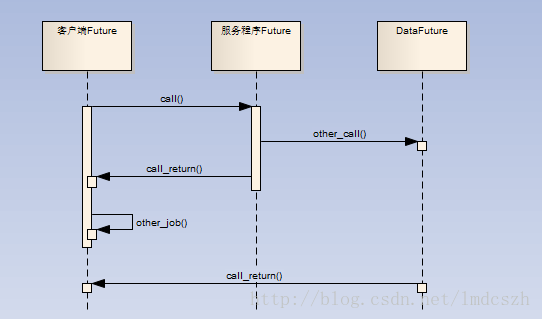 客户端Future
服务程序Future
DataFuture
call()
other_call()
call_return()
other_job()
call_return()
http://blog.csdn.net/lmdcszh